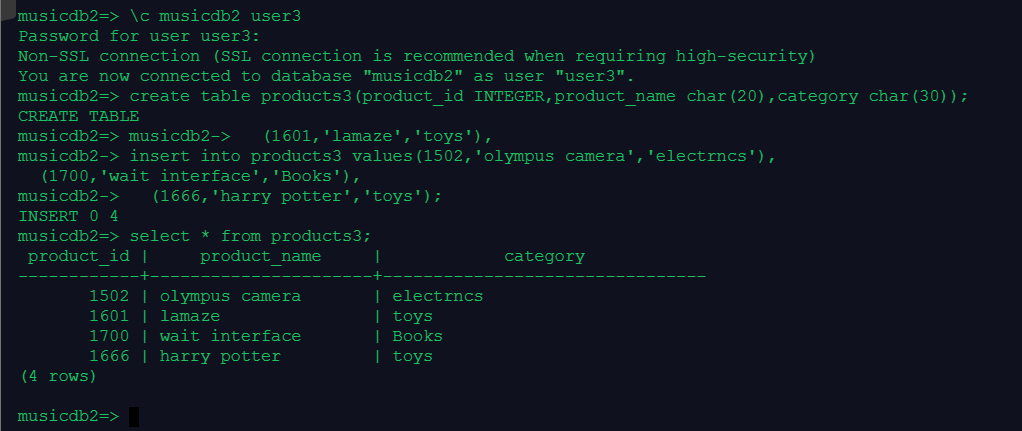 musicdb2=> \c musicdb2 user3
Password for user user3:
Non-SSL connection (SSL connection is recommended when requiring high-security)
You are now connected to database "musicdb2" as user "user3".
musicdb2=> create table products3(product_id INTEGER,product_name char(20),category char(30));
CREATE TABLE
musicdb2=> musicdb2->   (1601,'lamaze','toys'),
musicdb2-> insert into products3 values(1502,'olympus camera','electrncs'),
  (1700,'wait interface','Books'),
musicdb2->   (1666,'harry potter','toys');
INSERT 0 4
musicdb2=> select * from products3;
 product_id |     product_name     |            category
------------+----------------------+--------------------------------
       1502 | olympus camera       | electrncs
       1601 | lamaze               | toys
       1700 | wait interface       | Books
       1666 | harry potter         | toys
(4 rows)
musicdb2=>